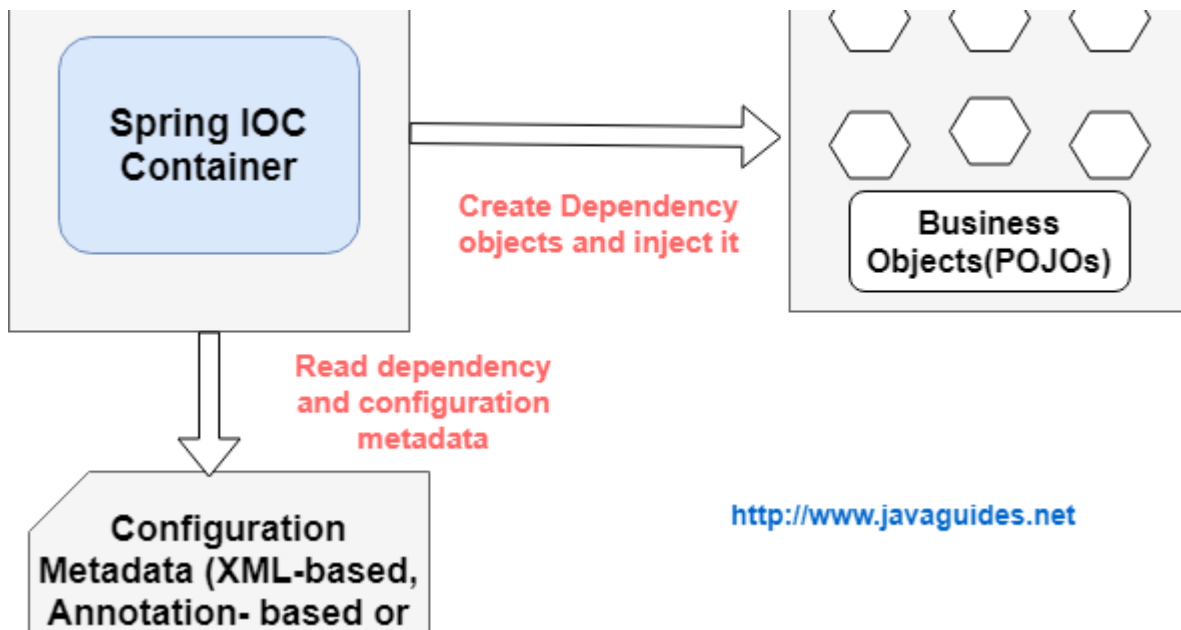 Spring IOC
Container
Create Dependency
objects and inject it
Business
Objects(POJOs)
Read dependency
and configuration
metadata
http://www.javaguides.net
Configuration
Metadata (XML-based,
Annotation- based or